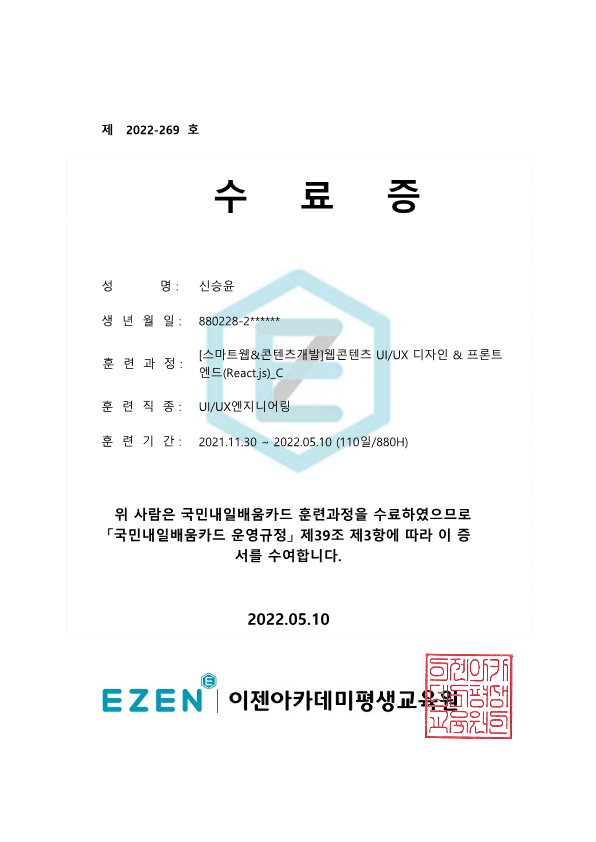 제 2022-269 호
수 료 증
성 명 : 신승윤
생 년 월 일 : 880228-2******
훈 련 과 정 : [스마트웹&콘텐츠개발]웹콘텐츠 UI/UX 디자인 & 프론트
엔드(React.js)_C
훈 련 직 종 : UI/UX엔지니어링
훈 련 기 간 : 2021.11.30 ~ 2022.05.10 (110일/880H)
위 사람은 국민내일배움카드 훈련과정을 수료하였으므로
「국민내일배움카드 운영규정」 제39조 제3항에 따라 이 증
서를 수여합니다.
2022.05.10
EZEN 이젠아카데미평생교육원